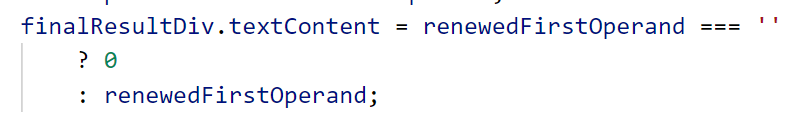 finalResultDiv.textContent = renewedFirstOperand === ''
? 0
: renewedFirstOperand;